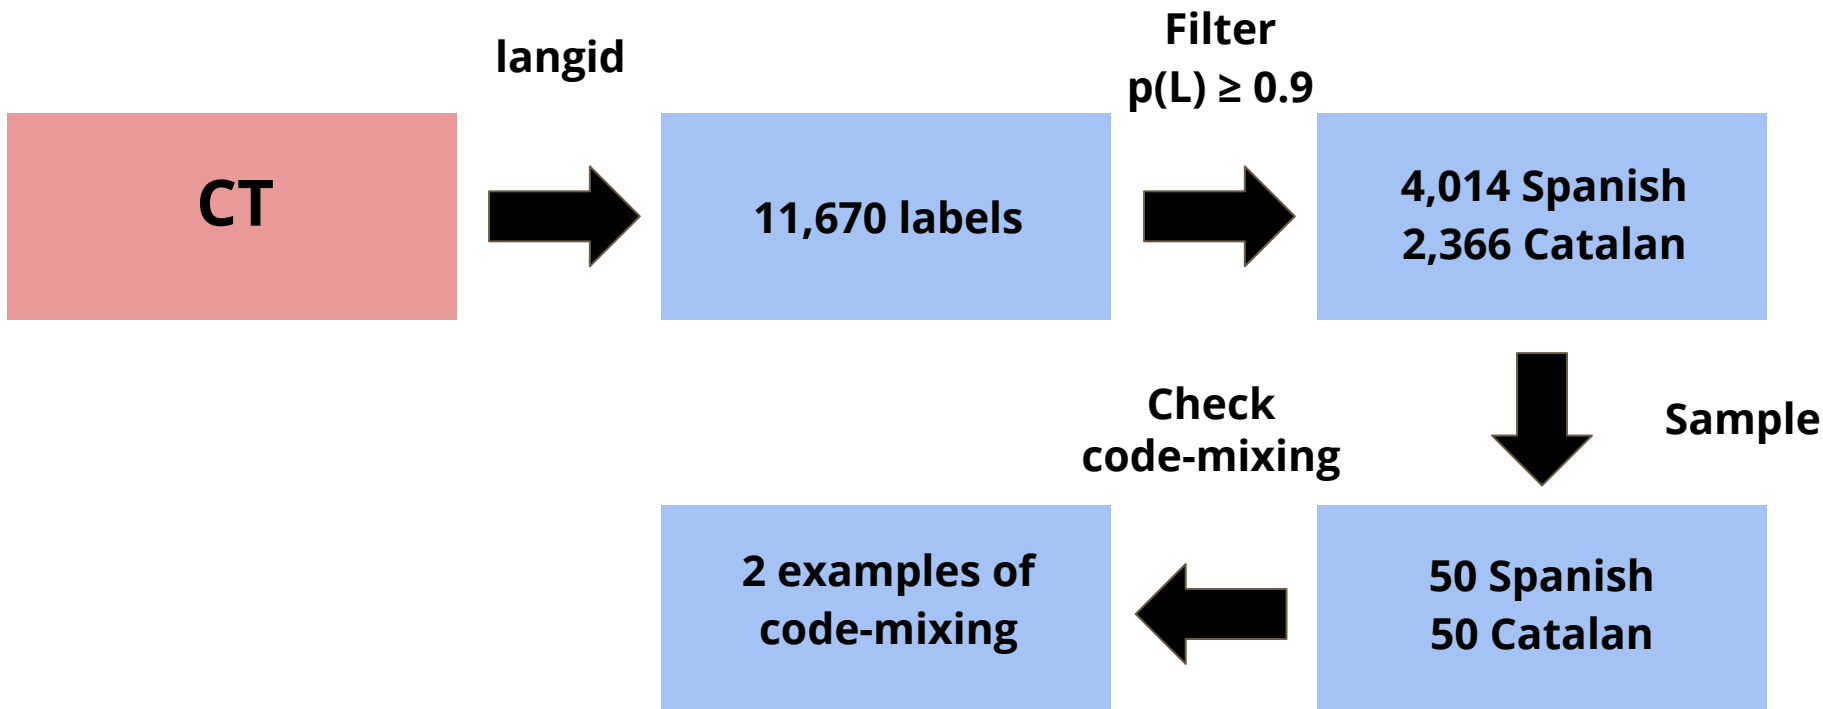 langid
Filter
p(L) ≥ 0.9
CT
11,670 labels
4,014 Spanish
2,366 Catalan
Sample
Check
code-mixing
50 Spanish
50 Catalan
2 examples of
code-mixing